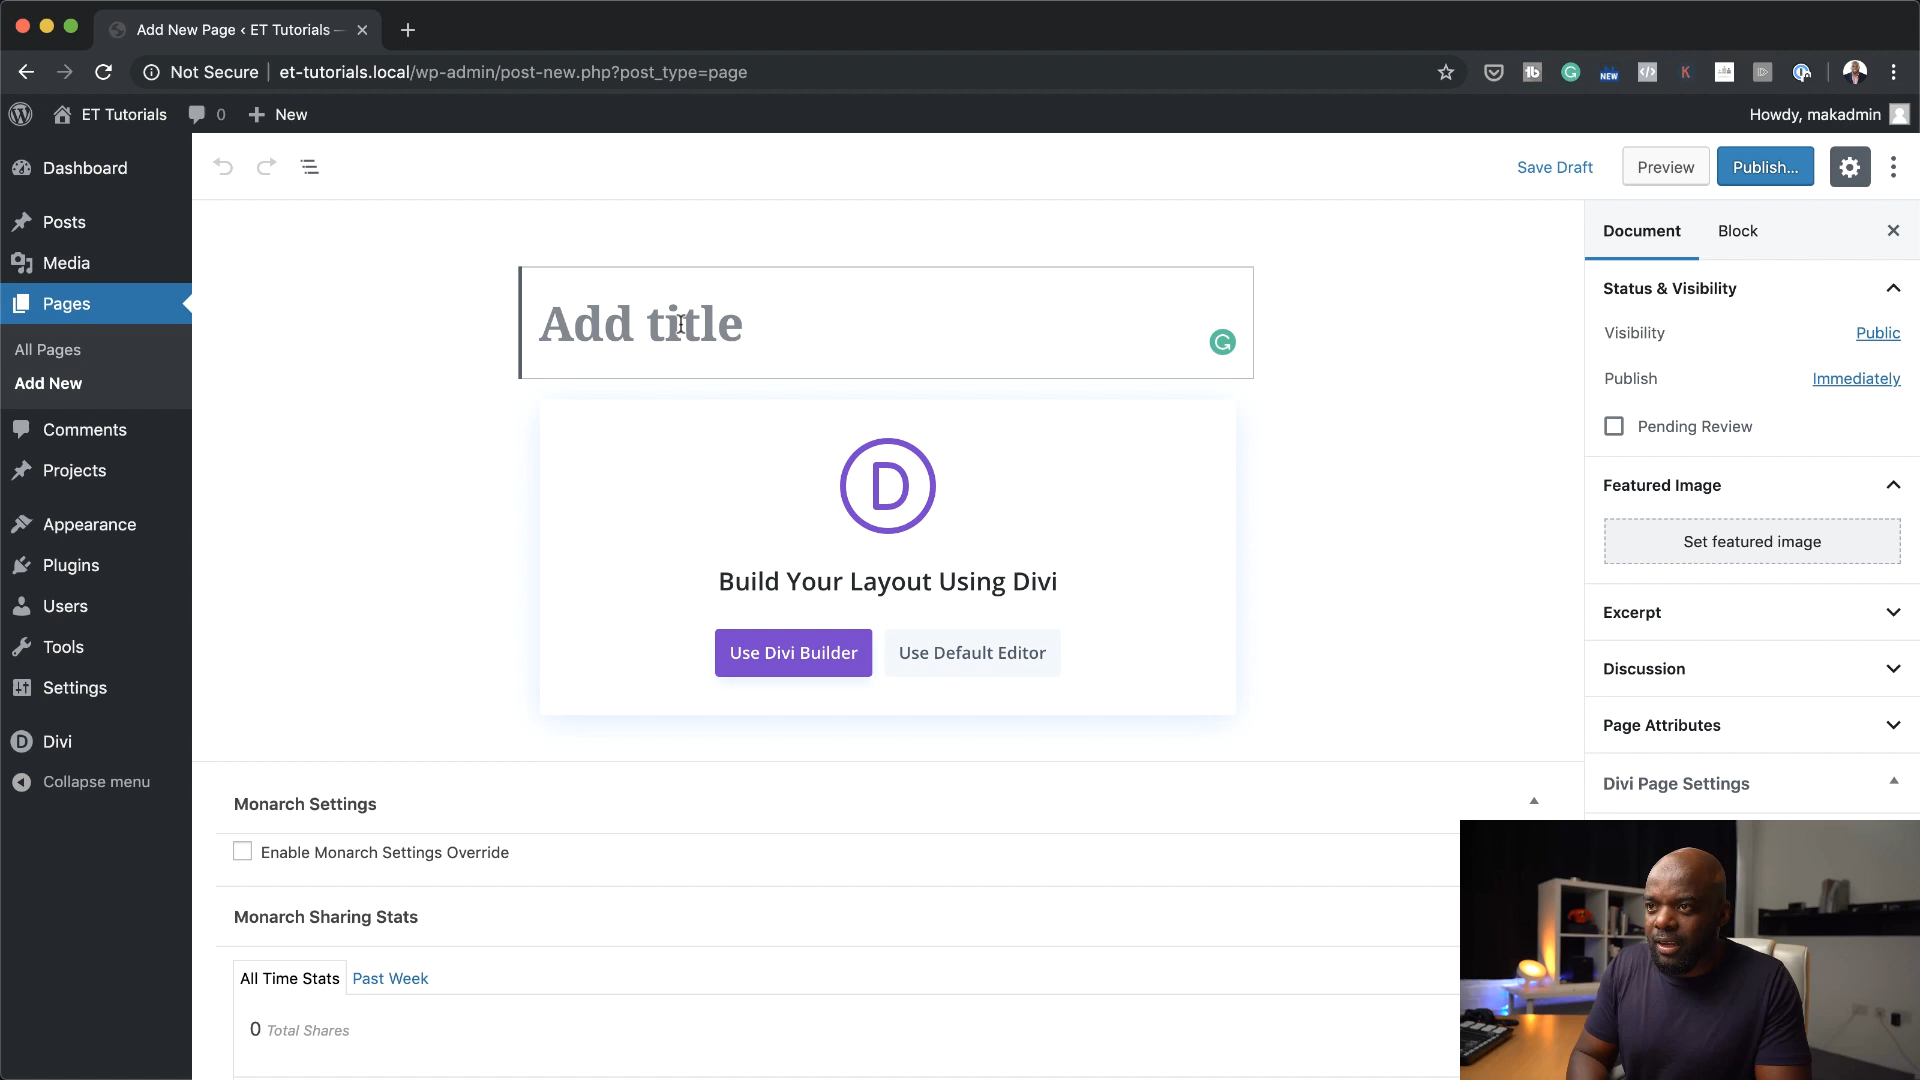 Add New Page ‹ ET Tutorials —
Not Secure
et-tutorials.local/wp-admin/post-new.php?post_type=page
NEW
ET Tutorials
0
New
Howdy, makadmin
Dashboard
Posts
Media
Pages
All Pages
Add New
Comments
Projects
Appearance
Plugins
Users
Tools
Settings
Divi
Collapse menu
Save Draft
Preview
Publish...
Add title
D
Build Your Layout Using Divi
Use Divi Builder
Use Default Editor
Monarch Settings
Enable Monarch Settings Override
Monarch Sharing Stats
All Time Stats
Past Week
0 Total Shares
Document
Block
Status & Visibility
Visibility
Public
Publish
Immediately
Pending Review
Featured Image
Set featured image
Excerpt
Discussion
Page Attributes
Divi Page Settings